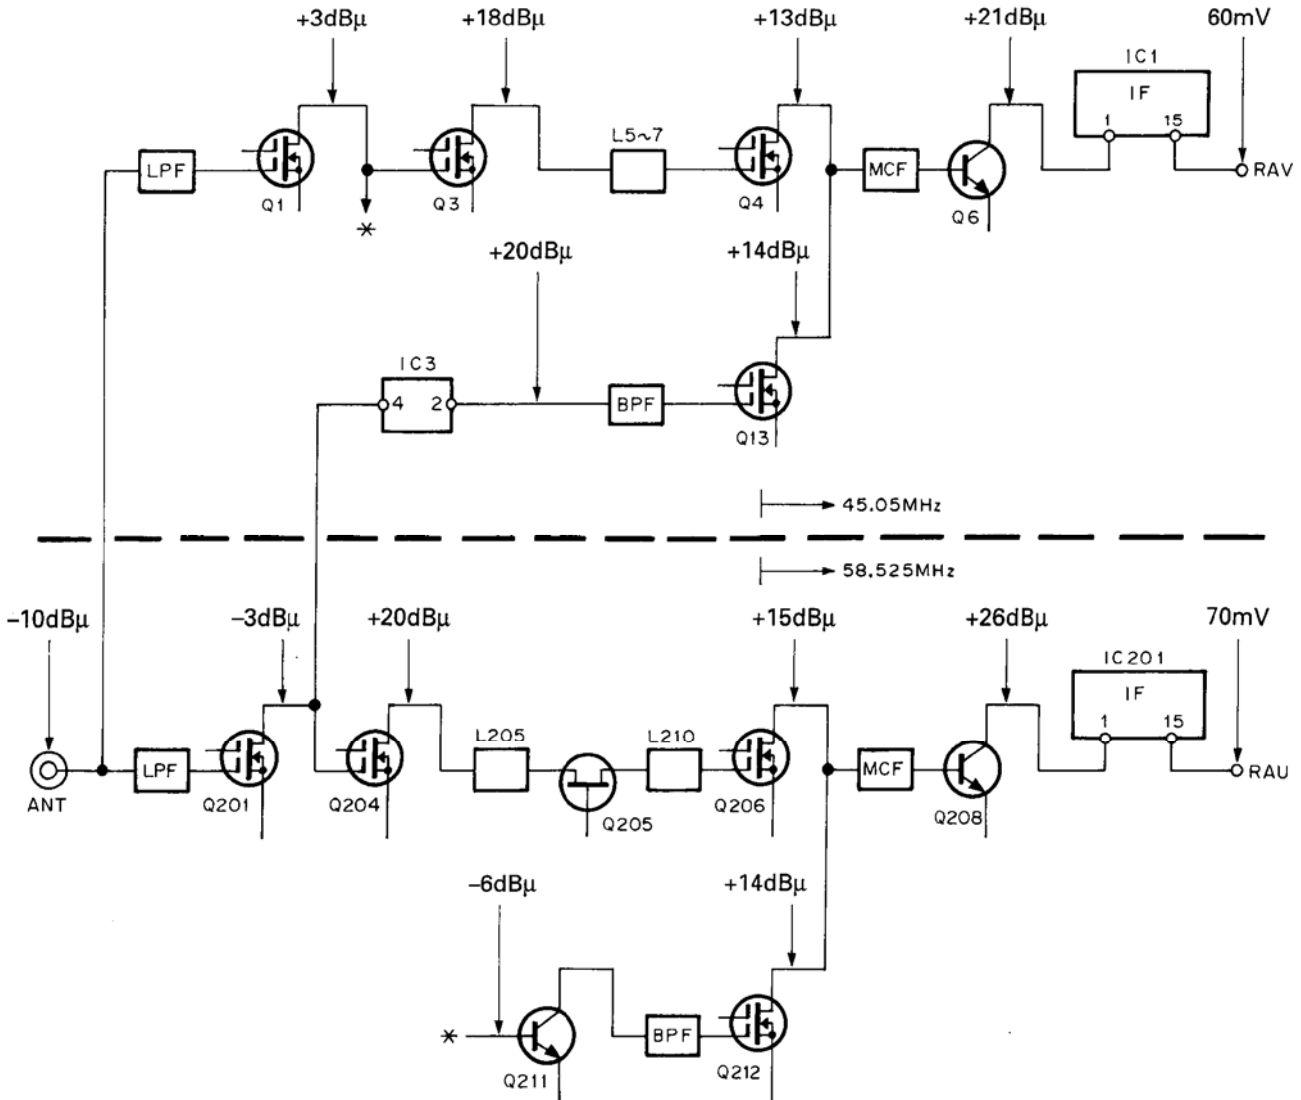 +3dBμ +18dBμ +13dBμ +21dBμ 60mV
IC1
IF
1 15
LPF L5~7 MCF RAV
Q1 Q3 Q4 Q6
*
+20dBμ +14dBμ
IC3
4 2 BPF
Q13
45.05MHz
58.525MHz
-10dBμ -3dBμ +20dBμ +15dBμ +26dBμ 70mV
IC201
IF
1 15
L205 L210
LPF MCF RAU
ANT Q201 Q204 Q205 Q206 Q208
-6dBμ +14dBμ
* BPF
Q211 Q212